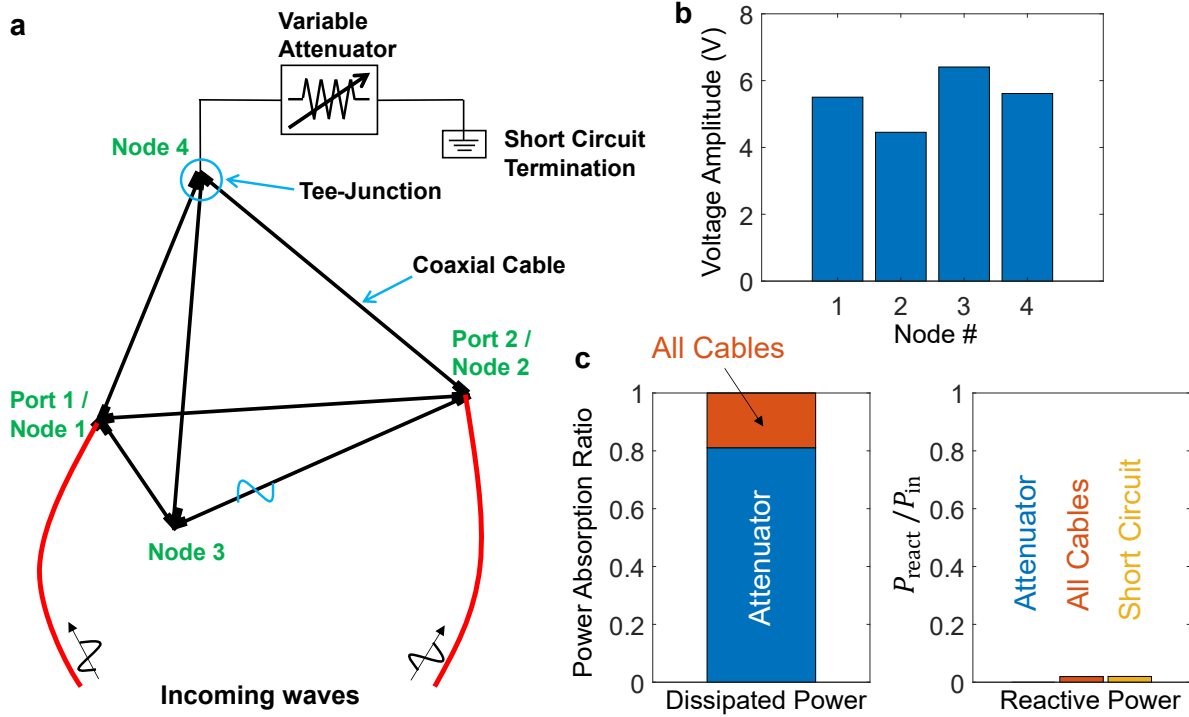 a
Variable
Attenuator
Node 4
Short Circuit
Termination
Tee-Junction
Coaxial Cable
Port 2 /
Node 2
Port 1 /
Node 1
Node 3
Incoming waves
b
Voltage Amplitude (V)
8
6
4
2
0
1 2 3 4
Node #
c
All Cables
Power Absorption Ratio
1
0.8
0.6
0.4
0.2
0
Attenuator
Dissipated Power
P_react / P_in
1
0.8
0.6
0.4
0.2
0
Attenuator
All Cables
Short Circuit
Reactive Power